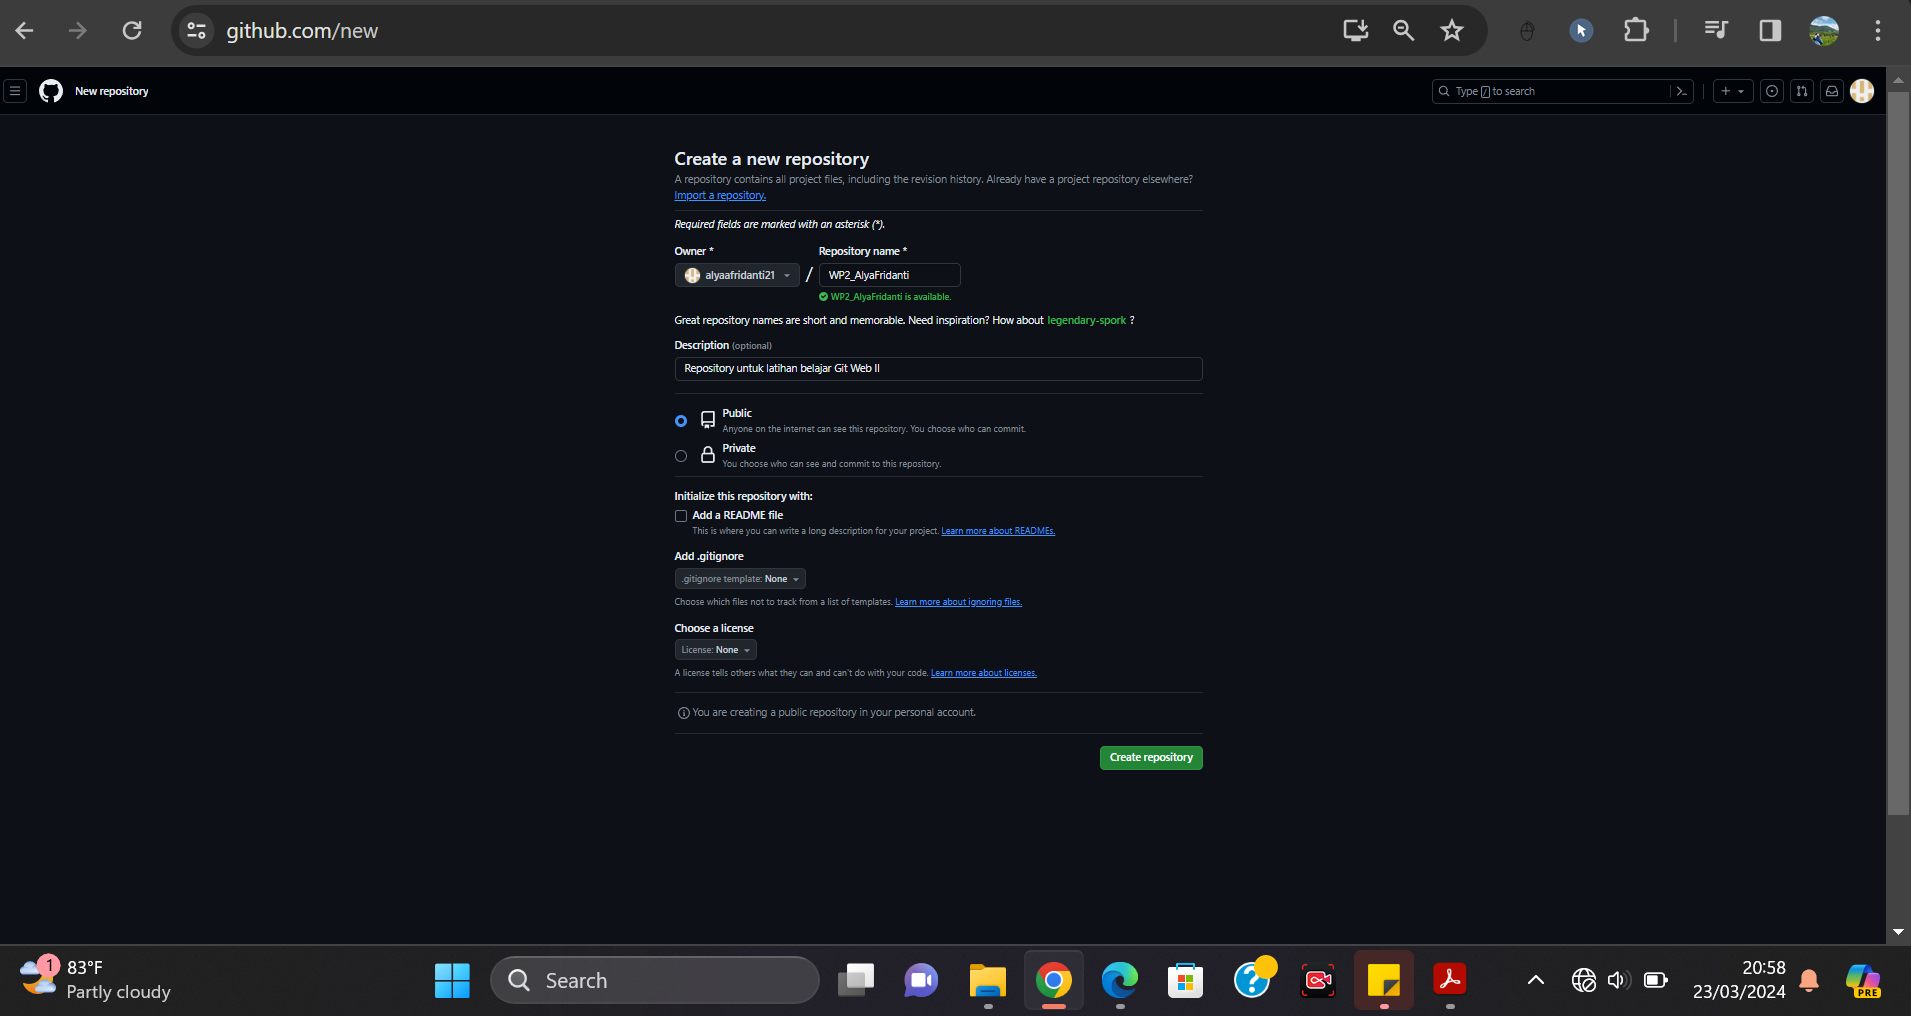 github.com/new
New repository
Type / to search
Create a new repository
A repository contains all project files, including the revision history. Already have a project repository elsewhere?
Import a repository.
Required fields are marked with an asterisk (*).
Owner * Repository name *
alyaafridanti21 / WP2_AlyaFridanti
WP2_AlyaFridanti is available.
Great repository names are short and memorable. Need inspiration? How about legendary-spork ?
Description (optional)
Repository untuk latihan belajar Git Web II
Public
Anyone on the internet can see this repository. You choose who can commit.
Private
You choose who can see and commit to this repository.
Initialize this repository with:
Add a README file
This is where you can write a long description for your project. Learn more about READMEs.
Add .gitignore
.gitignore template: None
Choose which files not to track from a list of templates. Learn more about ignoring files.
Choose a license
License: None
A license tells others what they can and can't do with your code. Learn more about licenses.
You are creating a public repository in your personal account.
Create repository
1
83°F
Partly cloudy
Search
20:58
23/03/2024
PRE